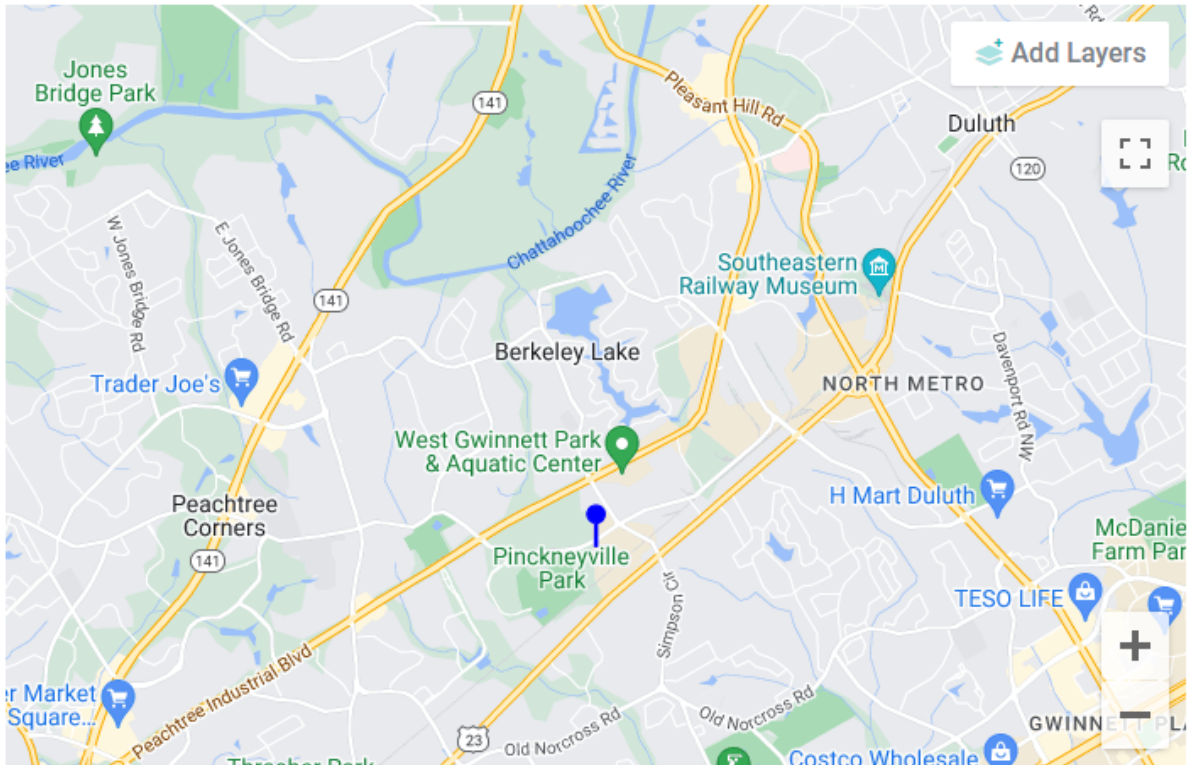 Add Layers
Rd
Jones
Bridge Park
141
Pleasant Hill Rd
Duluth
120
ee River
Chattahoochee River
W Jones Bridge Rd
E Jones Bridge Rd
Southeastern
Railway Museum
141
Berkeley Lake
Trader Joe's
NORTH METRO
Davenport Rd NW
West Gwinnett Park
& Aquatic Center
H Mart Duluth
Peachtree
Corners
McDanie
Farm Par
141
Pinckneyville
Park
Simpson Cir
TESO LIFE
Peachtree Industrial Blvd
er Market
Square...
Old Norcross Rd
23
Old Norcross Rd
GWINNETT PLA
Costco Wholesale
Thrasher Park